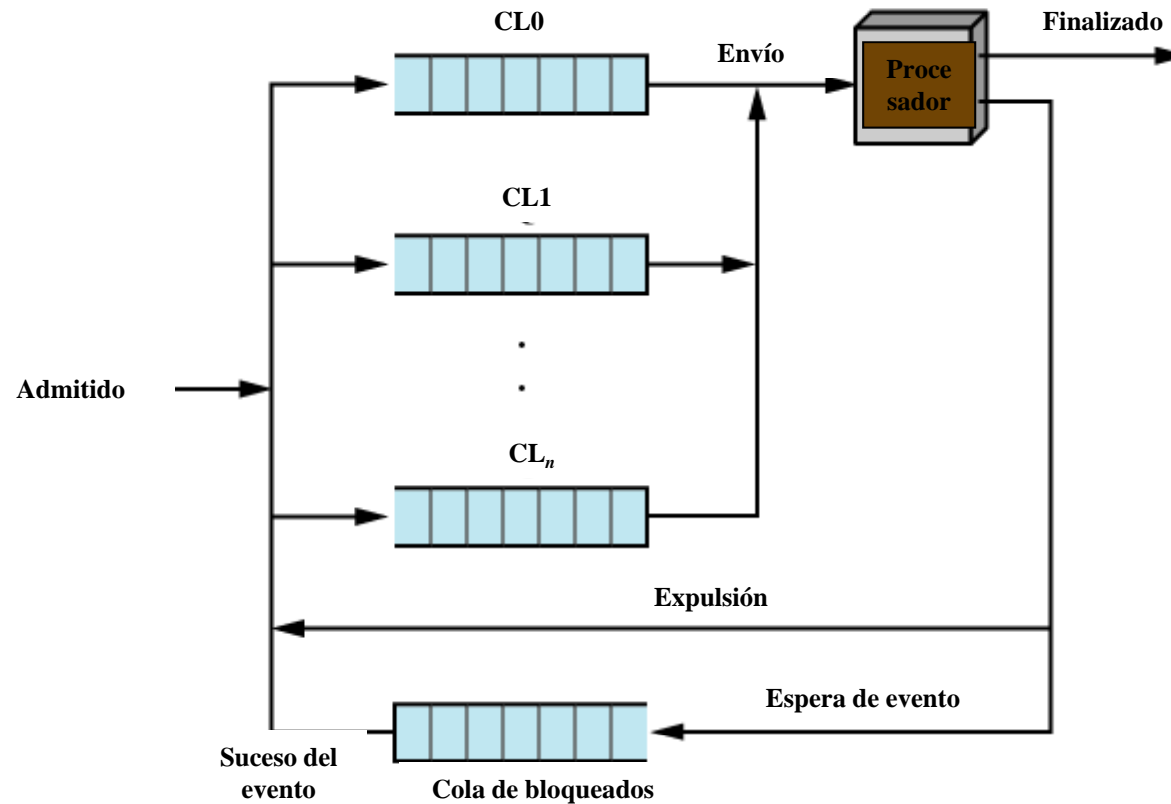 CL0
Envío
Finalizado
Proce
sador
CL1
Admitido
CLn
Expulsión
Espera de evento
Suceso del
evento
Cola de bloqueados